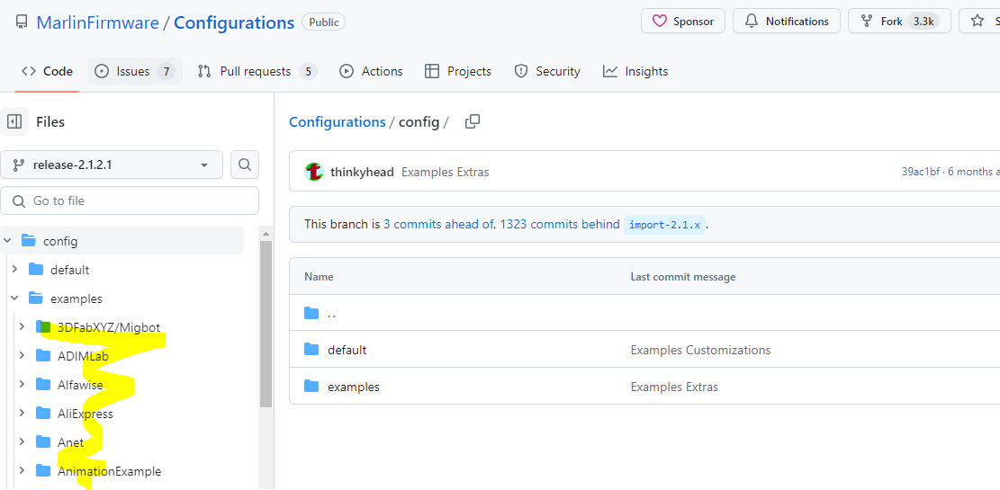 MarlinFirmware / Configurations Public
Sponsor Notifications Fork 3.3k
Code Issues 7 Pull requests 5 Actions Projects Security Insights
Files
release-2.1.2.1
Go to file
config
default
examples
3DFabXYZ/Migbot
ADIMLab
Alfawise
AliExpress
Anet
AnimationExample
Configurations / config /
thinkyhead Examples Extras 39ac1bf · 6 months
This branch is 3 commits ahead of, 1323 commits behind import-2.1.x .
Name Last commit message
..
default Examples Customizations
examples Examples Extras